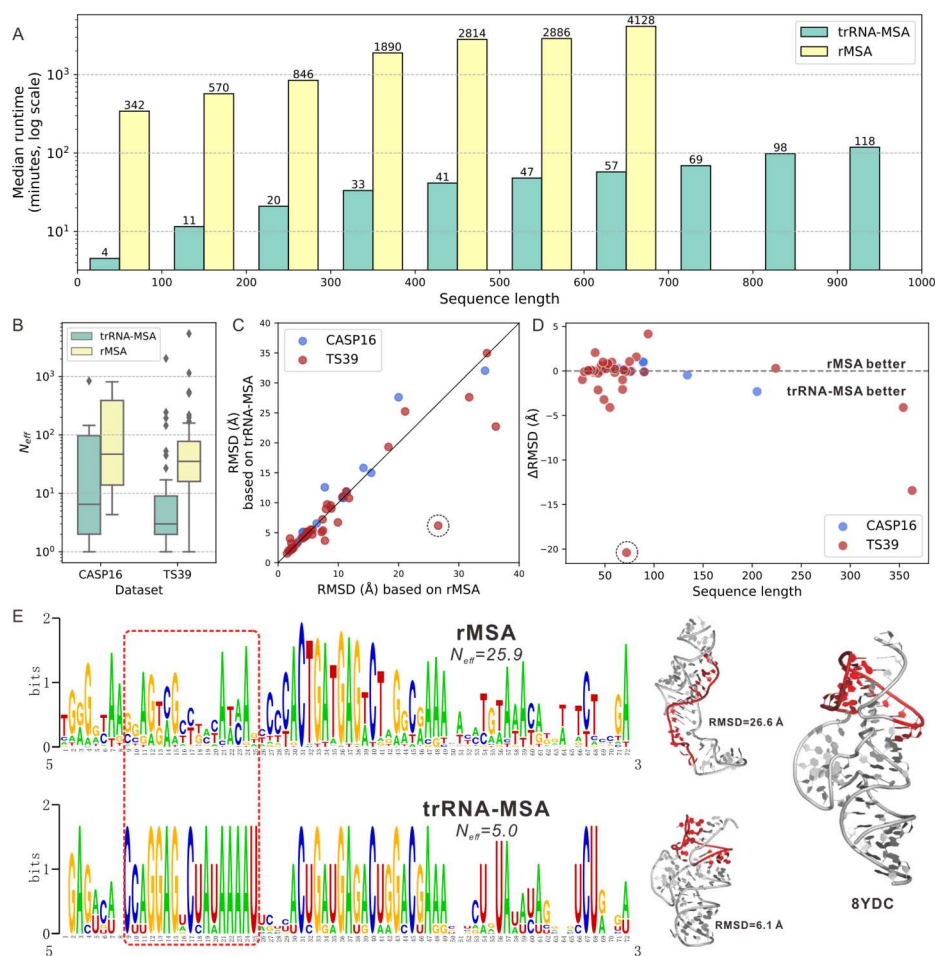 A
Median runtime
(minutes, log scale)
10³
10²
10¹
342 570 846 1890 2814 2886 4128
4 11 20 33 41 47 57 69 98 118
trRNA-MSA
rMSA
0 100 200 300 400 500 600 700 800 900 1000
Sequence length
B
trRNA-MSA
rMSA
Neff
10³
10²
10¹
10⁰
CASP16 TS39
Dataset
C
CASP16
TS39
RMSD (Å)
based on trRNA-MSA
40
35
30
25
20
15
10
5
0
0 10 20 30 40
RMSD (Å) based on rMSA
D
ΔRMSD (Å)
5
0
−5
−10
−15
−20
rMSA better
trRNA-MSA better
CASP16
TS39
50 100 150 200 250 300 350
Sequence length
E
2
1
0
bits
rMSA
Neff=25.9
5
3
RMSD=26.6 Å
2
1
0
bits
trRNA-MSA
Neff=5.0
5
3
RMSD=6.1 Å
8YDC